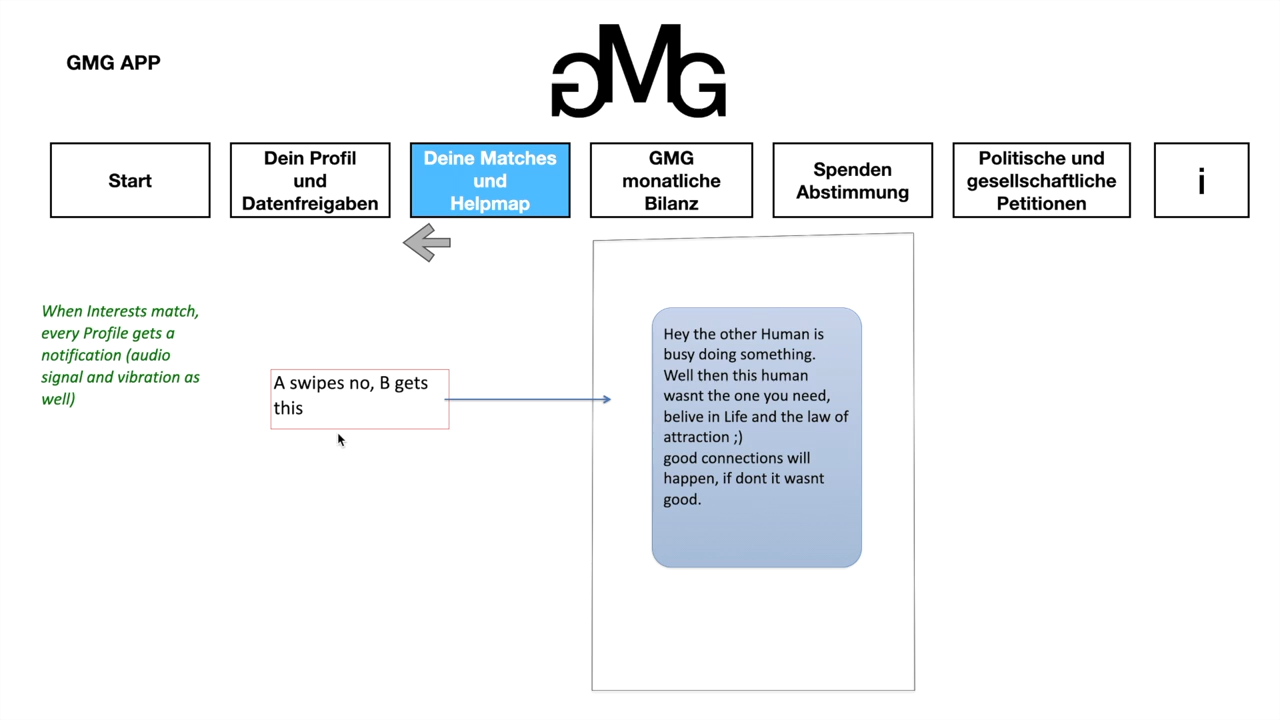 GMG APP
GMG
Start
Dein Profil
und
Datenfreigaben
Deine Matches
und
Helpmap
GMG
monatliche
Bilanz
Spenden
Abstimmung
Politische und
gesellschaftliche
Petitionen
i
When Interests match,
every Profile gets a
notification (audio
signal and vibration as
well)
A swipes no, B gets
this
Hey the other Human is
busy doing something.
Well then this human
wasnt the one you need,
belive in Life and the law of
attraction ;)
good connections will
happen, if dont it wasnt
good.